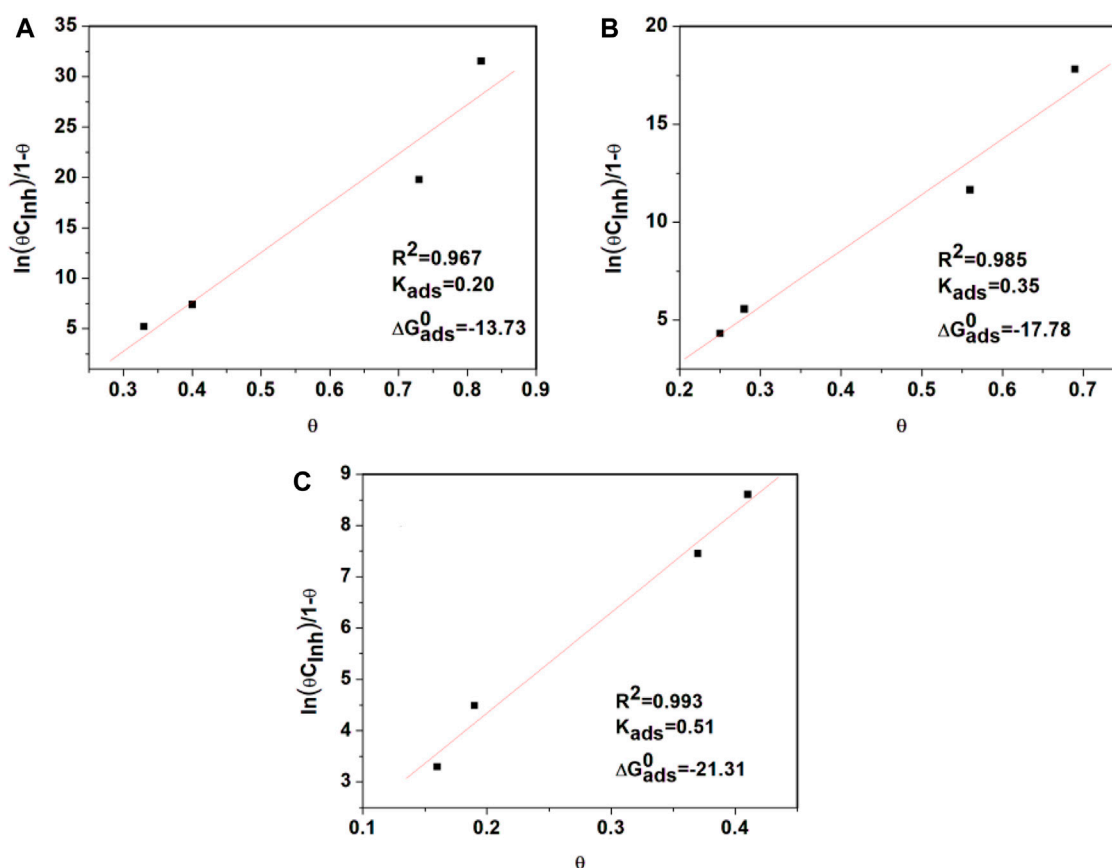 A
35
30
25
20
15
10
5
ln(θC_Inh)/1-θ
R²=0.967
K_ads=0.20
ΔG⁰_ads=-13.73
0.3 0.4 0.5 0.6 0.7 0.8 0.9
θ
B
20
15
10
5
ln(θC_Inh)/1-θ
R²=0.985
K_ads=0.35
ΔG⁰_ads=-17.78
0.2 0.3 0.4 0.5 0.6 0.7
θ
C
9
8
7
6
5
4
3
ln(θC_Inh)/1-θ
R²=0.993
K_ads=0.51
ΔG⁰_ads=-21.31
0.1 0.2 0.3 0.4
θ